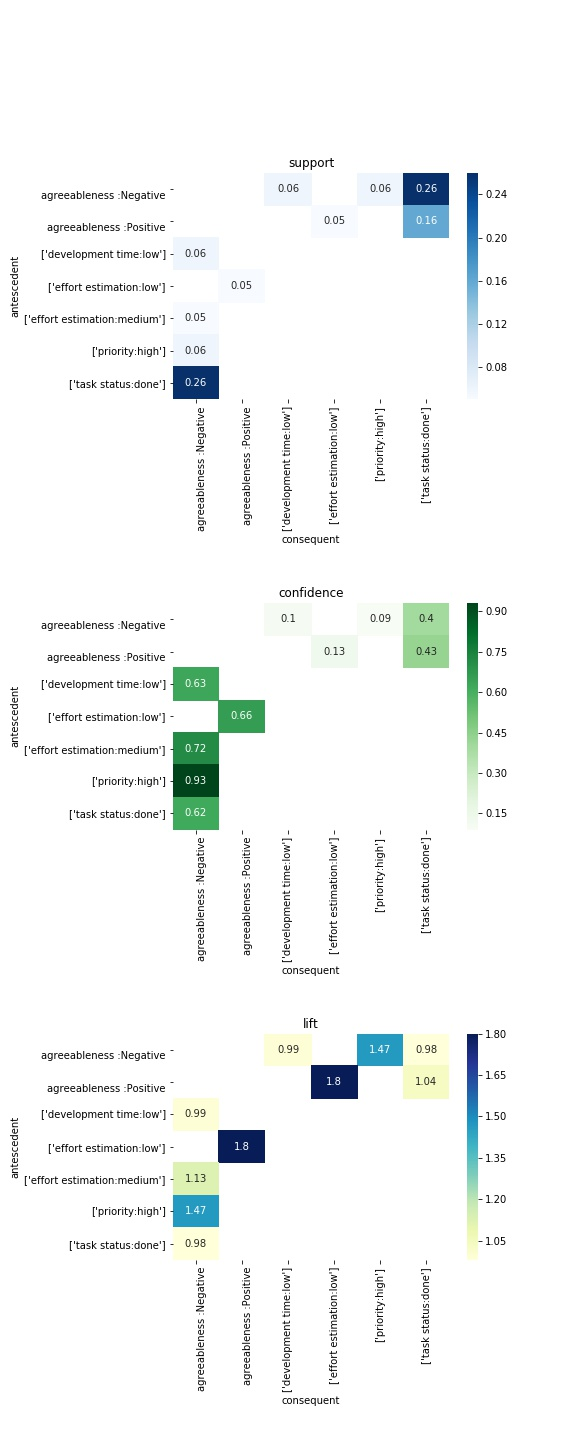 support
agreeableness :Negative
0.06
0.06
0.26
0.24
agreeableness :Positive
0.05
0.16
0.20
['development time:low']
0.06
0.16
['effort estimation:low']
0.05
0.12
['effort estimation:medium']
0.05
['priority:high']
0.06
0.08
['task status:done']
0.26
antescedent
agreeableness :Negative
agreeableness :Positive
['development time:low']
['effort estimation:low']
['priority:high']
['task status:done']
consequent
confidence
agreeableness :Negative
0.1
0.09
0.4
0.90
agreeableness :Positive
0.13
0.43
0.75
['development time:low']
0.63
0.60
['effort estimation:low']
0.66
0.45
['effort estimation:medium']
0.72
0.30
['priority:high']
0.93
['task status:done']
0.62
0.15
antescedent
agreeableness :Negative
agreeableness :Positive
['development time:low']
['effort estimation:low']
['priority:high']
['task status:done']
consequent
lift
1.80
agreeableness :Negative
0.99
1.47
0.98
1.65
agreeableness :Positive
1.8
1.04
['development time:low']
0.99
1.50
['effort estimation:low']
1.8
1.35
['effort estimation:medium']
1.13
1.20
['priority:high']
1.47
['task status:done']
0.98
1.05
antescedent
agreeableness :Negative
agreeableness :Positive
['development time:low']
['effort estimation:low']
['priority:high']
['task status:done']
consequent